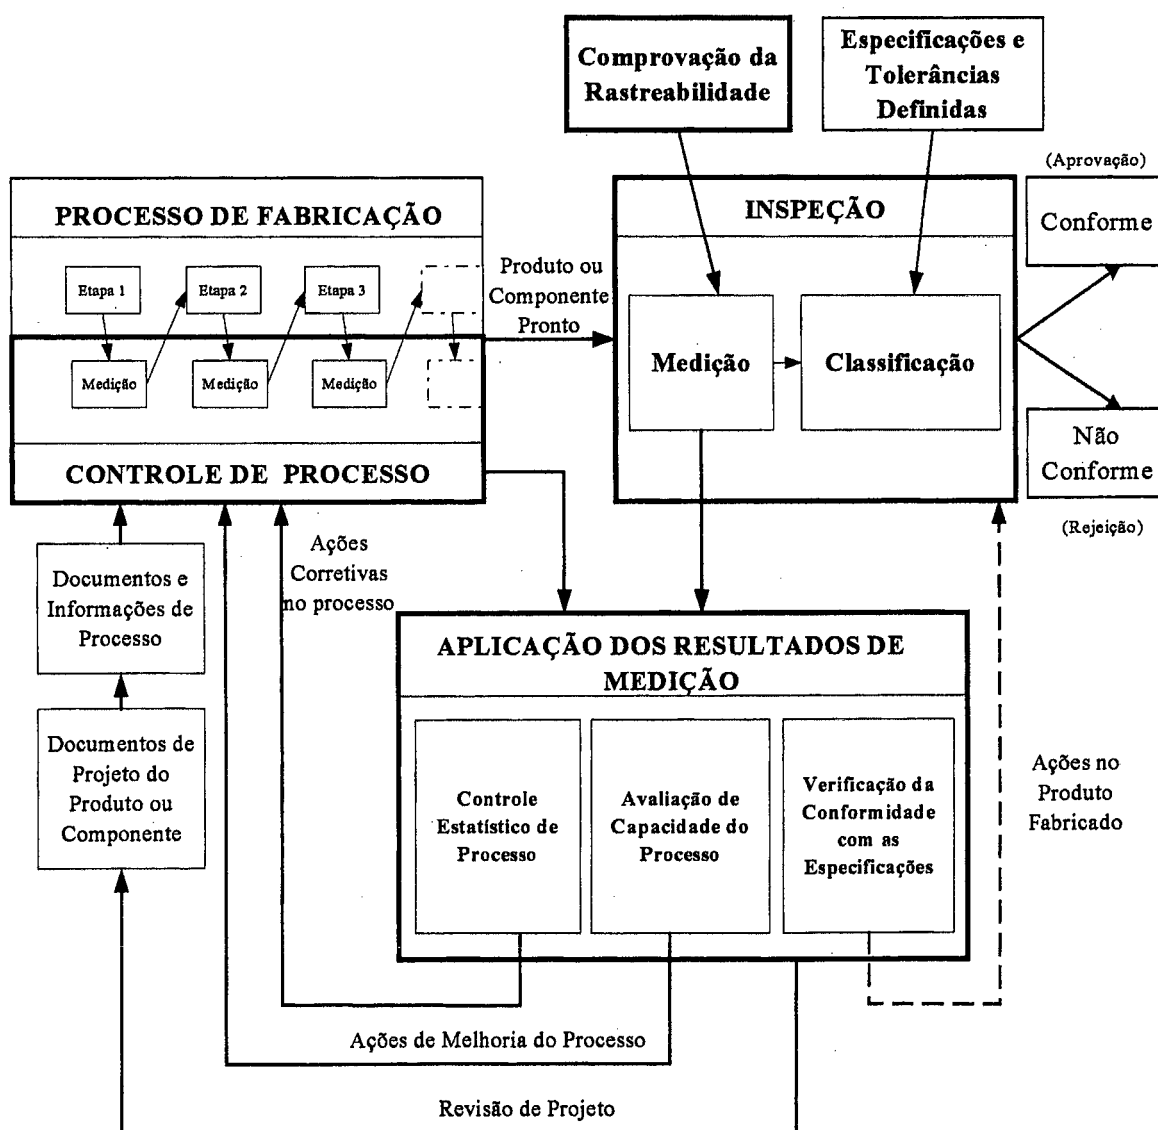 Comprovação da
Rastreabilidade
Especificações e
Tolerâncias
Definidas
(Aprovação)
PROCESSO DE FABRICAÇÃO
INSPEÇÃO
Conforme
Etapa 1
Etapa 2
Etapa 3
Produto ou
Componente
Pronto
Medição
Medição
Medição
Medição
Classificação
Não
Conforme
(Rejeição)
CONTROLE DE PROCESSO
Ações
Corretivas
no processo
Documentos e
Informações de
Processo
APLICAÇÃO DOS RESULTADOS DE
MEDIÇÃO
Documentos de
Projeto do
Produto ou
Componente
Controle
Estatístico de
Processo
Avaliação de
Capacidade do
Processo
Verificação da
Conformidade
com as
Especificações
Ações no
Produto
Fabricado
Ações de Melhoria do Processo
Revisão de Projeto